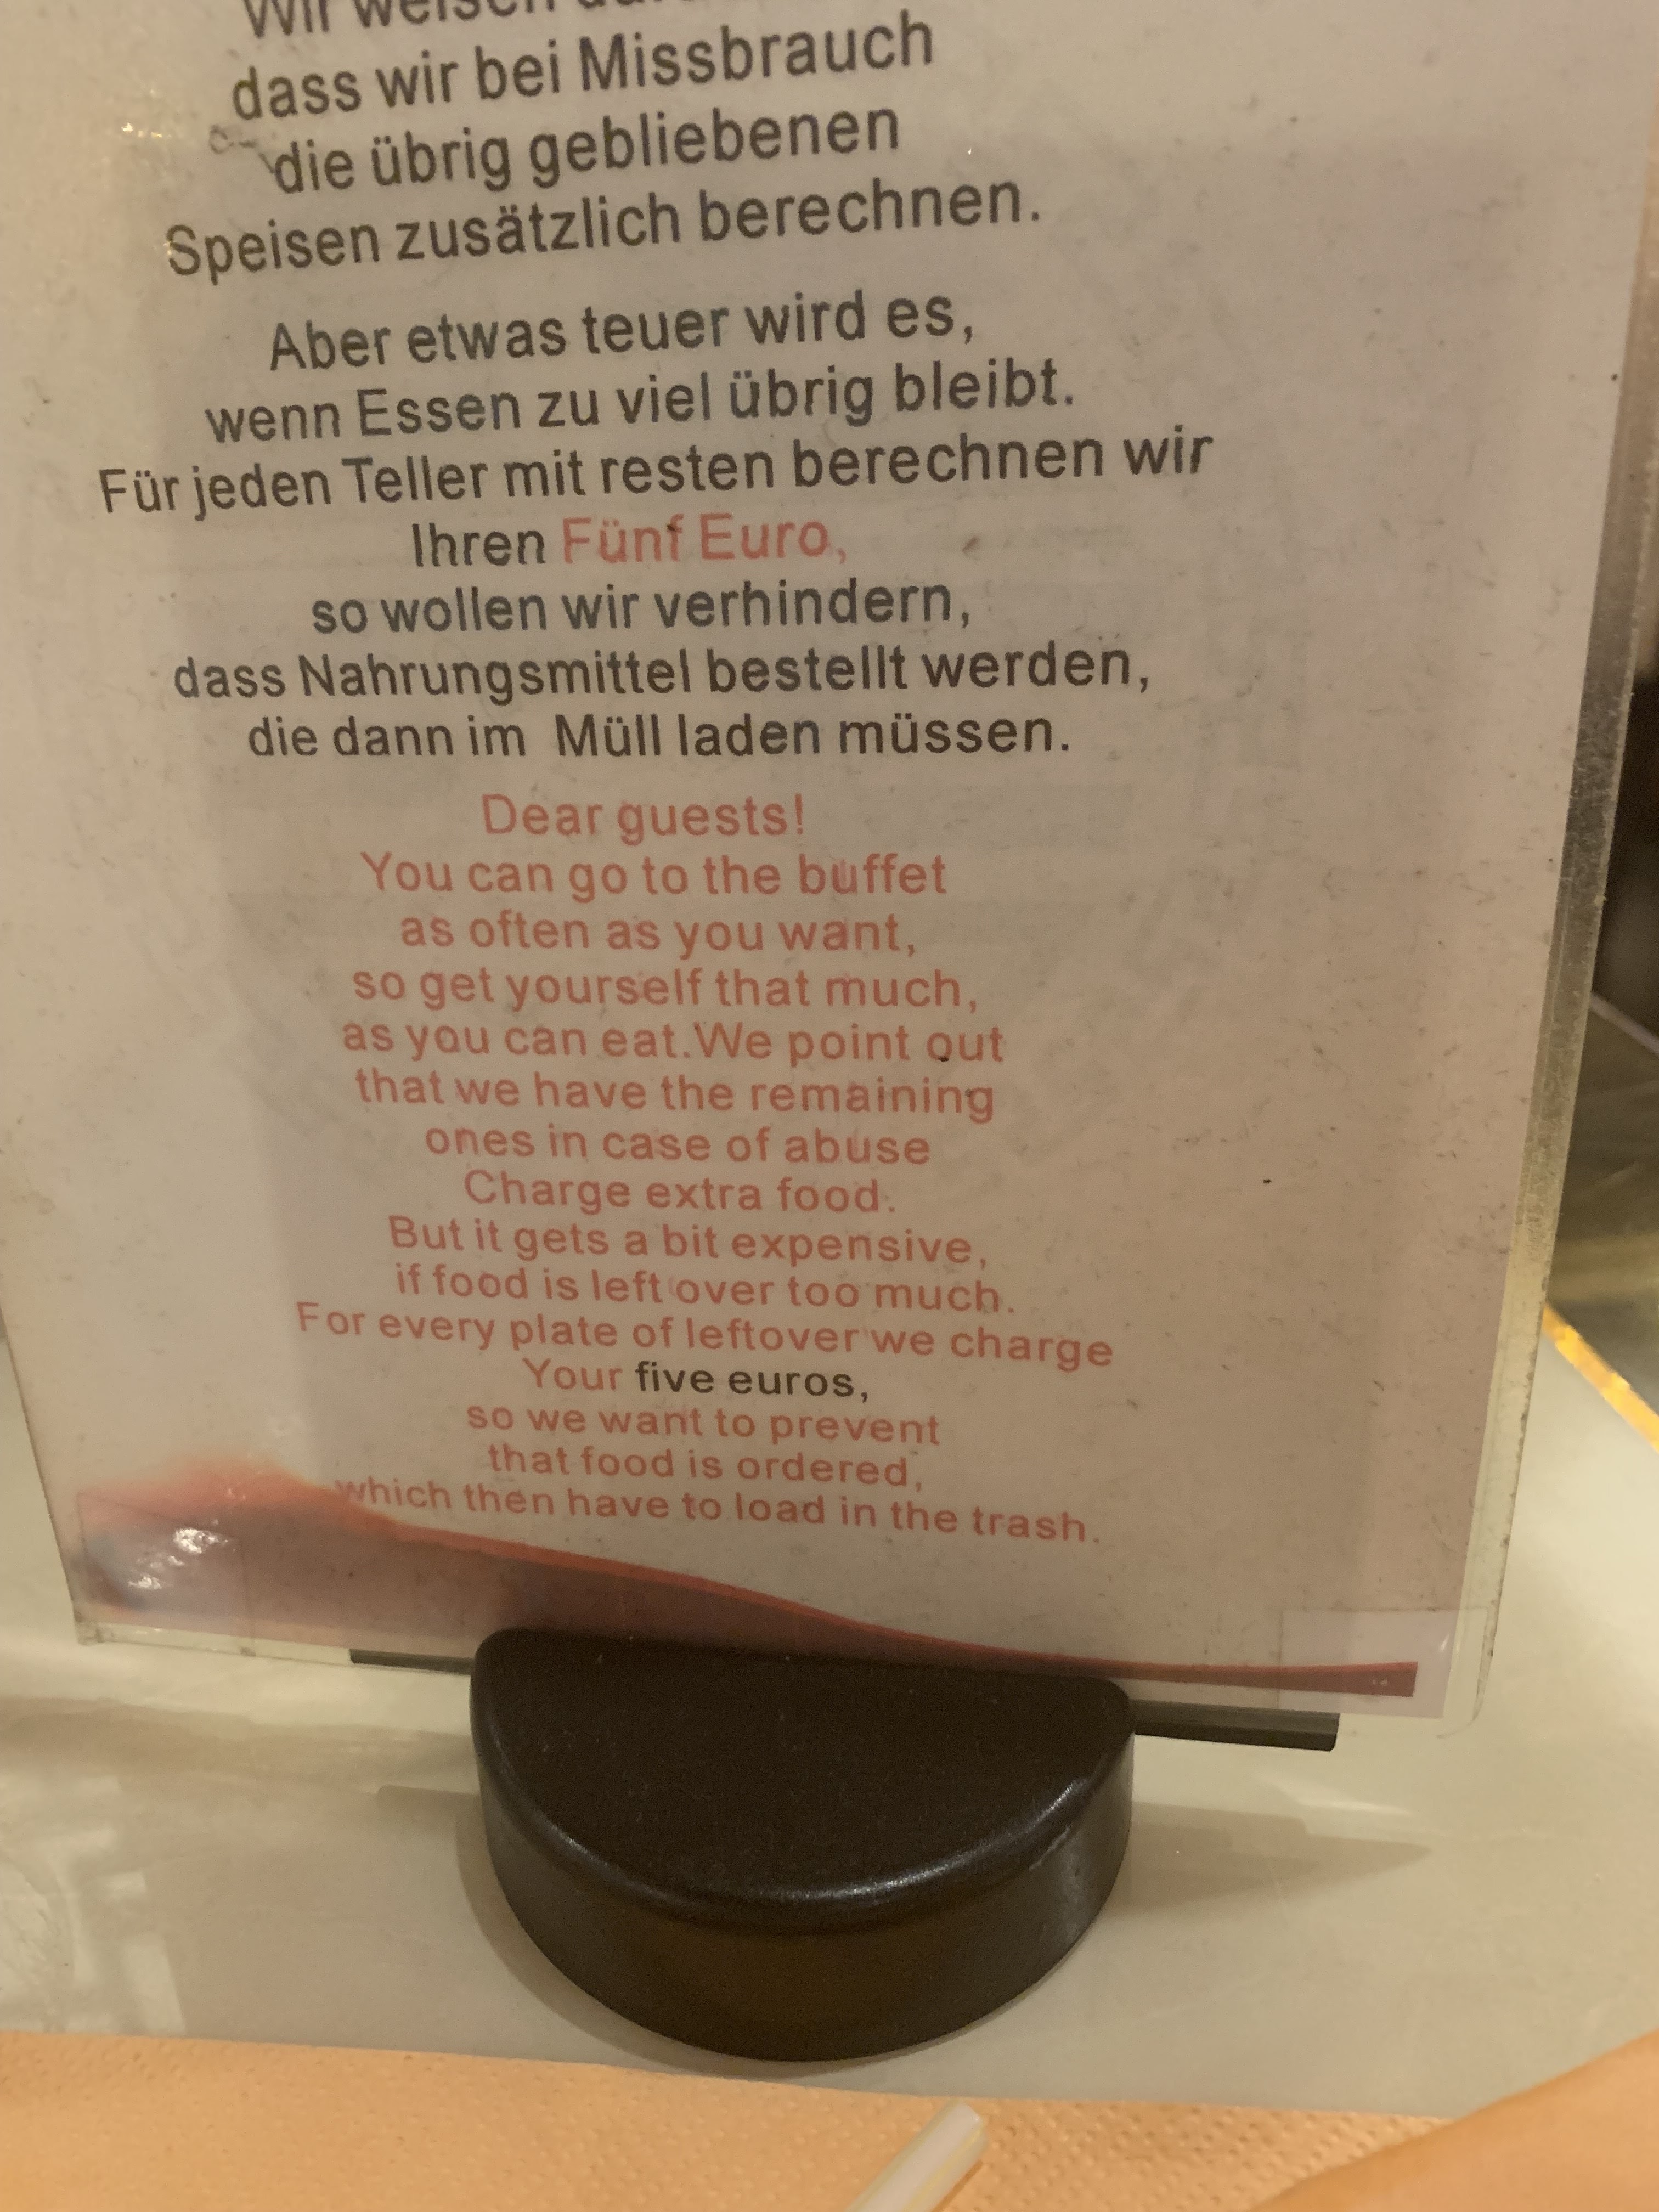 Wir weisen
dass wir bei Missbrauch
die übrig gebliebenen
Speisen zusätzlich berechnen.
Aber etwas teuer wird es,
wenn Essen zu viel übrig bleibt.
Für jeden Teller mit resten berechnen wir
Ihren Fünf Euro,
so wollen wir verhindern,
dass Nahrungsmittel bestellt werden,
die dann im Müll laden müssen.
Dear guests!
You can go to the buffet
as often as you want,
so get yourself that much,
as you can eat.We point out
that we have the remaining
ones in case of abuse
Charge extra food.
But it gets a bit expensive,
if food is left over too much.
For every plate of leftover we charge
Your five euros,
so we want to prevent
that food is ordered,
which then have to load in the trash.